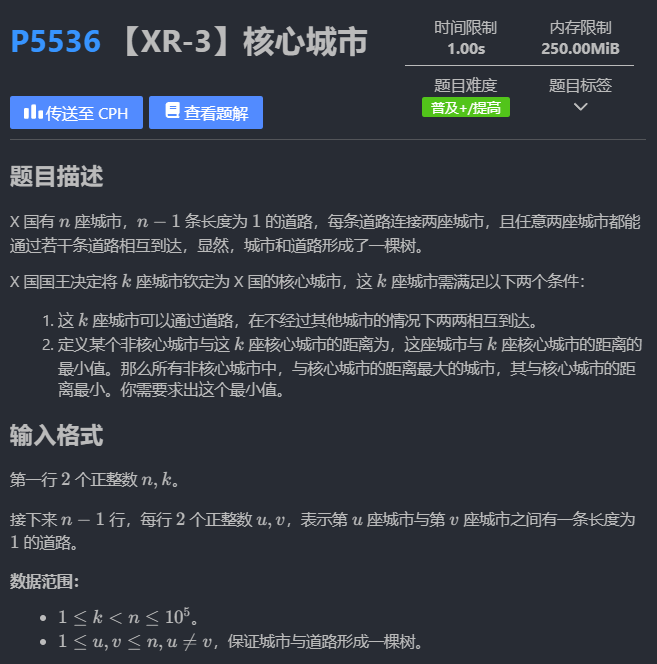 P5536 【XR-3】核心城市
时间限制
1.00s
内存限制
250.00MiB
题目难度
普及+/提高
题目标签
传送至 CPH
查看题解
题目描述
X 国有 n 座城市，n − 1 条长度为 1 的道路，每条道路连接两座城市，且任意两座城市都能
通过若干条道路相互到达，显然，城市和道路形成了一棵树。
X 国国王决定将 k 座城市钦定为 X 国的核心城市，这 k 座城市需满足以下两个条件：
1. 这 k 座城市可以通过道路，在不经过其他城市的情况下两两相互到达。
2. 定义某个非核心城市与这 k 座核心城市的距离为，这座城市与 k 座核心城市的距离的
最小值。那么所有非核心城市中，与核心城市的距离最大的城市，其与核心城市的距
离最小。你需要求出这个最小值。
输入格式
第一行 2 个正整数 n, k。
接下来 n − 1 行，每行 2 个正整数 u, v，表示第 u 座城市与第 v 座城市之间有一条长度为
1 的道路。
数据范围：
• 1 ≤ k < n ≤ 10⁵。
• 1 ≤ u, v ≤ n, u ≠ v，保证城市与道路形成一棵树。